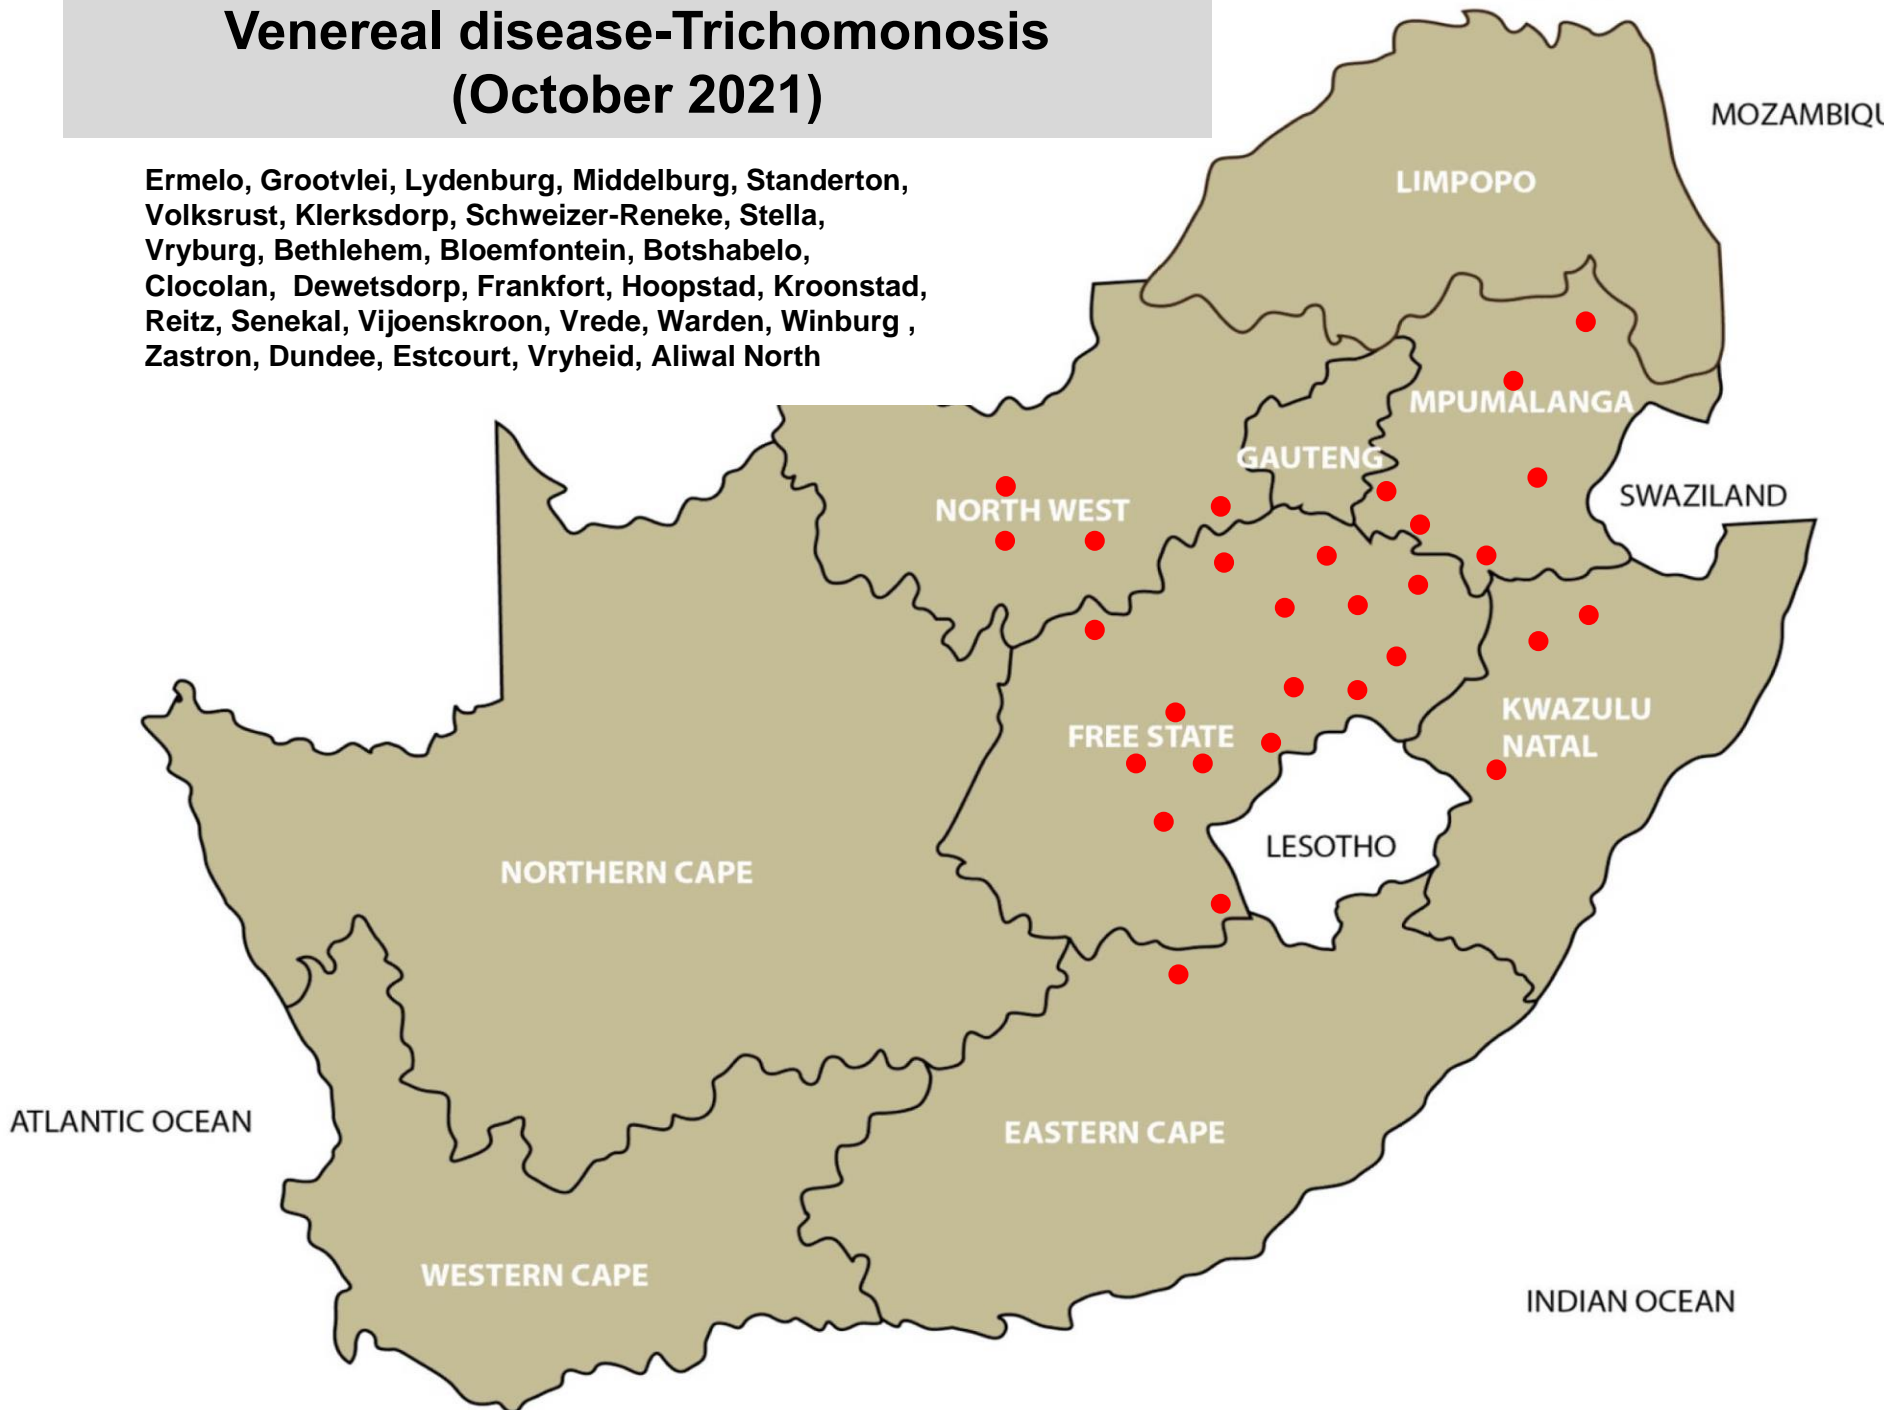 Venereal disease-Trichomonosis
(October 2021)
Ermelo, Grootvlei, Lydenburg, Middelburg, Standerton,
Volksrust, Klerksdorp, Schweizer-Reneke, Stella,
Vryburg, Bethlehem, Bloemfontein, Botshabelo,
Clocolan, Dewetsdorp, Frankfort, Hoopstad, Kroonstad,
Reitz, Senekal, Vijoenskroon, Vrede, Warden, Winburg ,
Zastron, Dundee, Estcourt, Vryheid, Aliwal North
MOZAMBIQU
LIMPOPO
MPUMALANGA
GAUTENG
SWAZILAND
NORTH WEST
KWAZULU
NATAL
FREE STATE
LESOTHO
NORTHERN CAPE
ATLANTIC OCEAN
EASTERN CAPE
WESTERN CAPE
INDIAN OCEAN